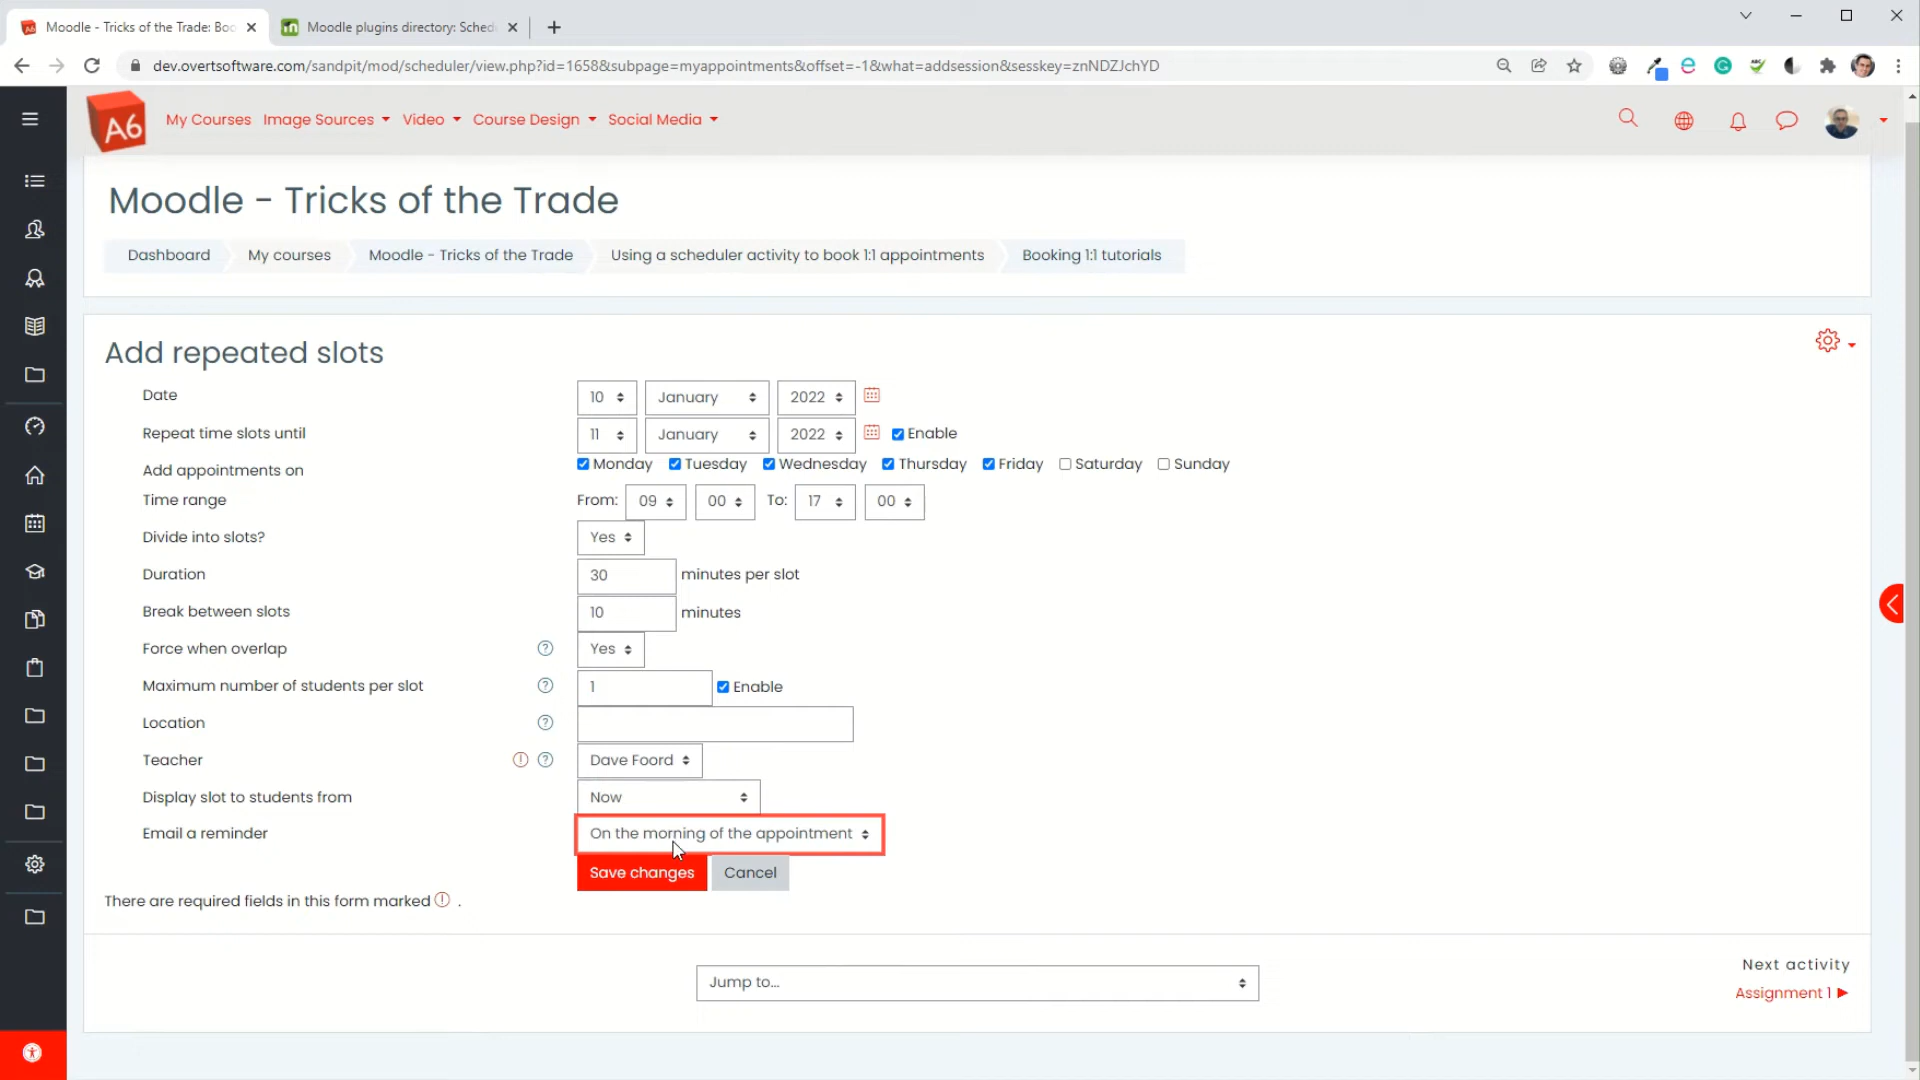 Moodle - Tricks of the Trade: Boo
Moodle plugins directory: Sched
dev.overtsoftware.com/sandpit/mod/scheduler/view.php?id=1658&subpage=myappointments&offset=-1&what=addsession&sesskey=znNDZJchYD
A6 My Courses Image Sources Video Course Design Social Media
Moodle - Tricks of the Trade
Dashboard My courses Moodle - Tricks of the Trade Using a scheduler activity to book 1:1 appointments Booking 1:1 tutorials
Add repeated slots
Date 10 January 2022
Repeat time slots until 11 January 2022 Enable
Add appointments on Monday Tuesday Wednesday Thursday Friday Saturday Sunday
Time range From: 09 00 To: 17 00
Divide into slots? Yes
Duration 30 minutes per slot
Break between slots 10 minutes
Force when overlap Yes
Maximum number of students per slot 1 Enable
Location
Teacher Dave Foord
Display slot to students from Now
Email a reminder On the morning of the appointment
Save changes Cancel
There are required fields in this form marked .
Jump to...
Next activity
Assignment 1